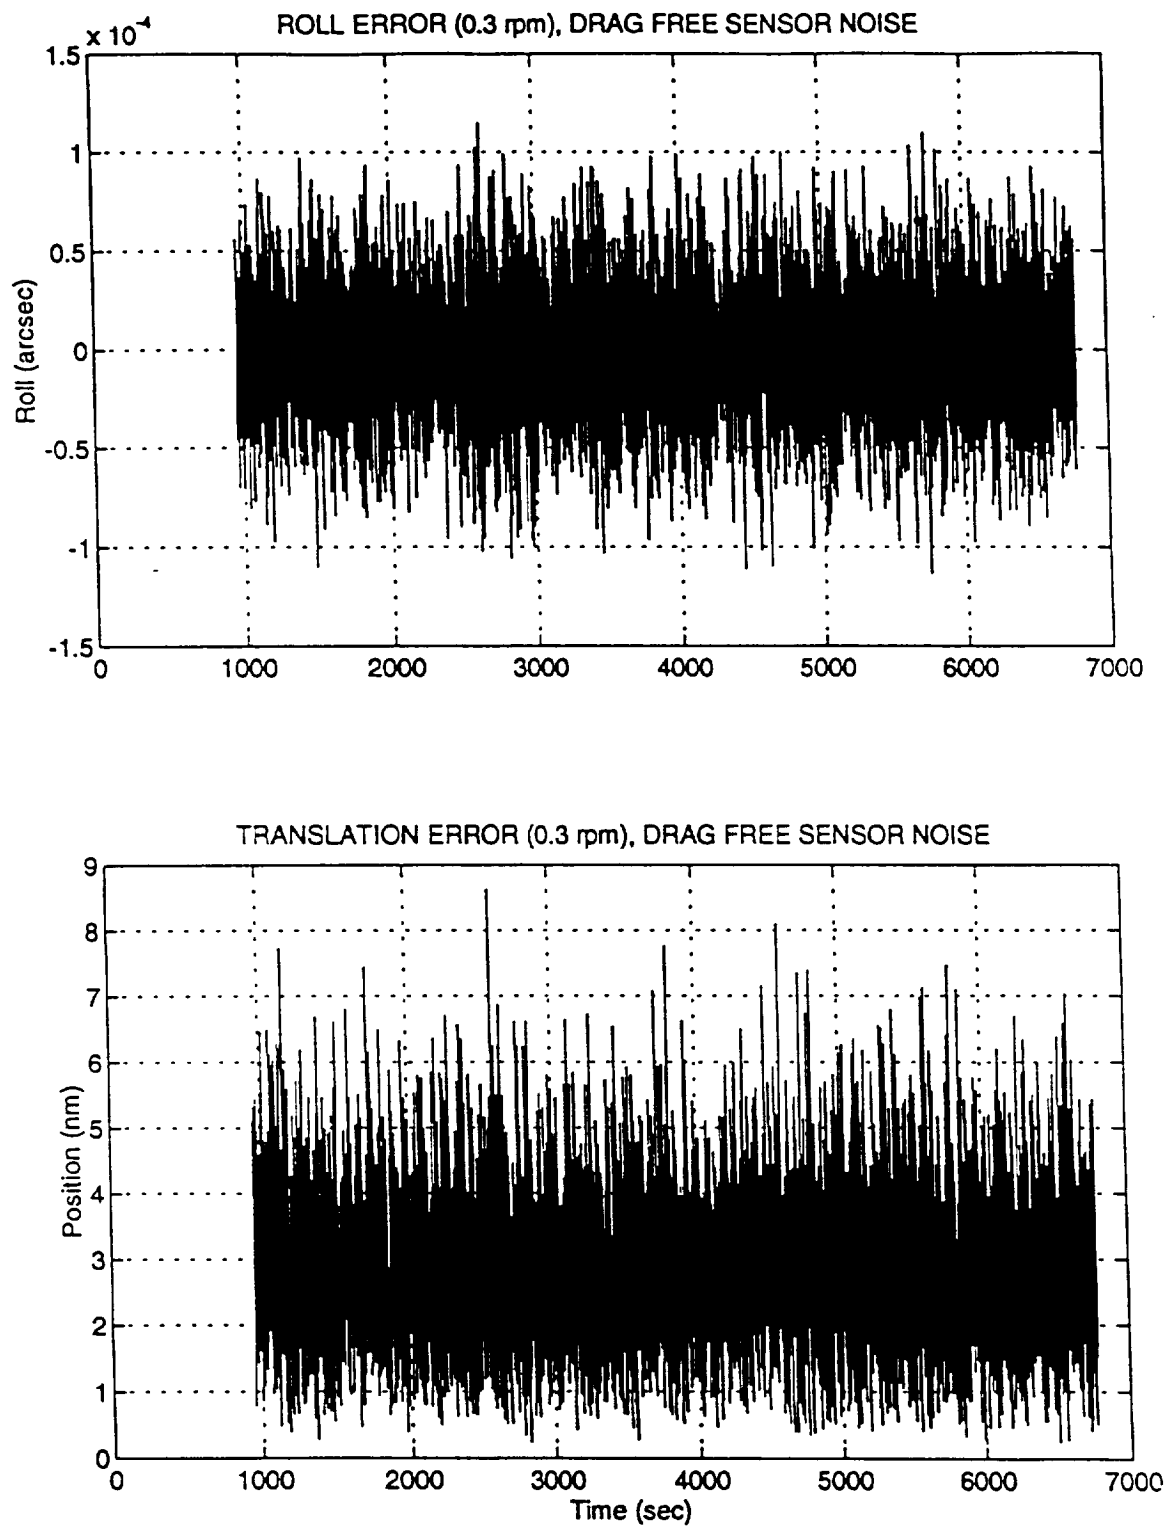 ROLL ERROR (0.3 rpm), DRAG FREE SENSOR NOISE
x 10⁻⁴
1.5
1
0.5
0
-0.5
-1
-1.5
Roll (arcsec)
0 1000 2000 3000 4000 5000 6000 7000
TRANSLATION ERROR (0.3 rpm), DRAG FREE SENSOR NOISE
9
8
7
6
5
4
3
2
1
0
Position (nm)
0 1000 2000 3000 4000 5000 6000 7000
Time (sec)